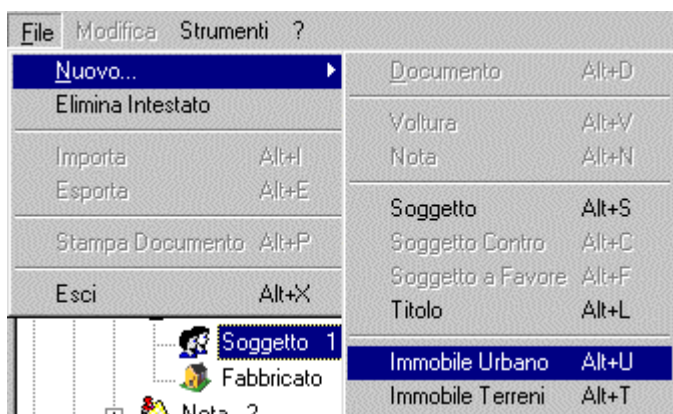 File Modifica Strumenti ?
Nuovo...
Elimina Intestato
Importa Alt+I
Esporta Alt+E
Stampa Documento Alt+P
Esci Alt+X
Documento Alt+D
Voltura Alt+V
Nota Alt+N
Soggetto Alt+S
Soggetto Contro Alt+C
Soggetto a Favore Alt+F
Titolo Alt+L
Immobile Urbano Alt+U
Immobile Terreni Alt+T
Soggetto 1
Fabbricato
Nota 2